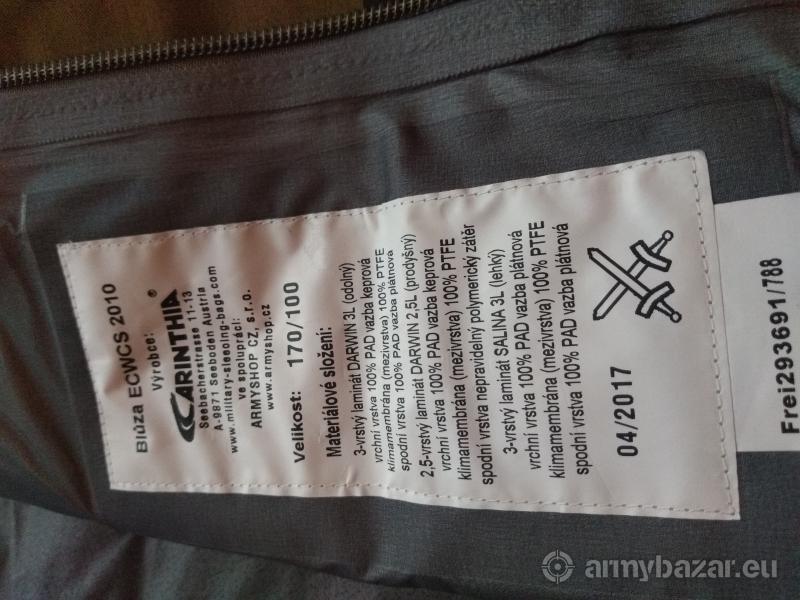 Blůza ECWCS 2010
Výrobce:
CARINTHIA ®
Seebacherstrasse 11-13
A-9871 Seeboden Austria
www.military-sleeping-bags.com
ve spolupráci:
ARMYSHOP CZ, s.r.o.
www.armyshop.cz
Velikost: 170/100
Materiálové složení:
3-vrstvý laminát DARWIN 3L (odolný)
vrchní vrstva 100% PAD vazba keprová
klimamembrána (mezivrstva) 100% PTFE
spodní vrstva 100% PAD vazba plátnová
2,5-vrstvý laminát DARWIN 2,5L (prodyšný)
vrchní vrstva 100% PAD vazba keprová
klimamembrána (mezivrstva) 100% PTFE
spodní vrstva nepravidelný polymerický zátěr
3-vrstvý laminát SALINA 3L (lehký)
vrchní vrstva 100% PAD vazba plátnová
klimamembrána (mezivrstva) 100% PTFE
spodní vrstva 100% PAD vazba plátnová
04/2017
Frei293691/788
armybazar.eu